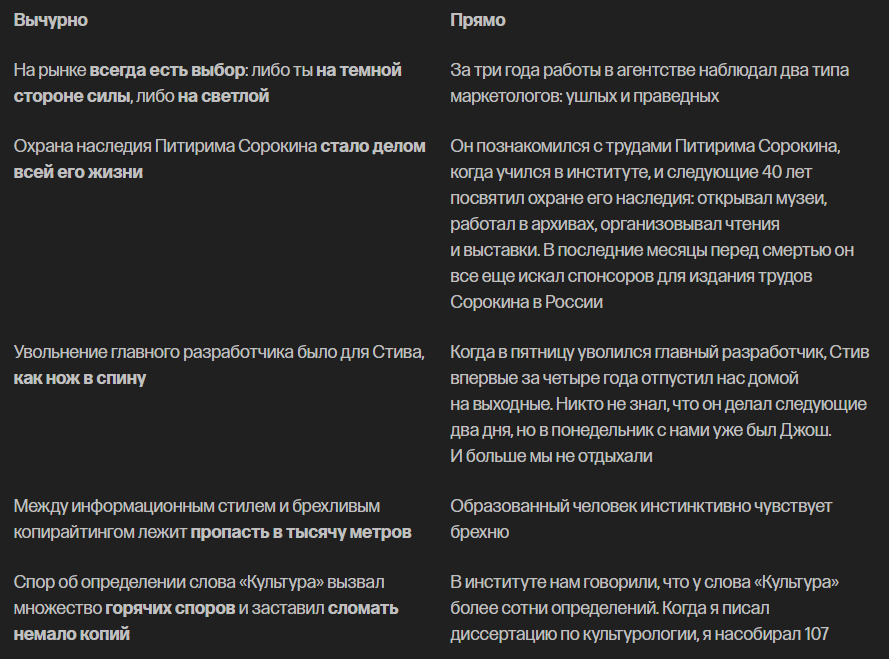 Вычурно
Прямо
На рынке всегда есть выбор: либо ты на темной
стороне силы, либо на светлой
За три года работы в агентстве наблюдал два типа
маркетологов: ушлых и праведных
Охрана наследия Питирима Сорокина стало делом
всей его жизни
Он познакомился с трудами Питирима Сорокина,
когда учился в институте, и следующие 40 лет
посвятил охране его наследия: открывал музеи,
работал в архивах, организовывал чтения
и выставки. В последние месяцы перед смертью он
все еще искал спонсоров для издания трудов
Сорокина в России
Увольнение главного разработчика было для Стива,
как нож в спину
Когда в пятницу уволился главный разработчик, Стив
впервые за четыре года отпустил нас домой
на выходные. Никто не знал, что он делал следующие
два дня, но в понедельник с нами уже был Джош.
И больше мы не отдыхали
Между информационным стилем и брехливым
копирайтингом лежит пропасть в тысячу метров
Образованный человек инстинктивно чувствует
брехню
Спор об определении слова «Культура» вызвал
множество горячих споров и заставил сломать
немало копий
В институте нам говорили, что у слова «Культура»
более сотни определений. Когда я писал
диссертацию по культурологии, я насобирал 107